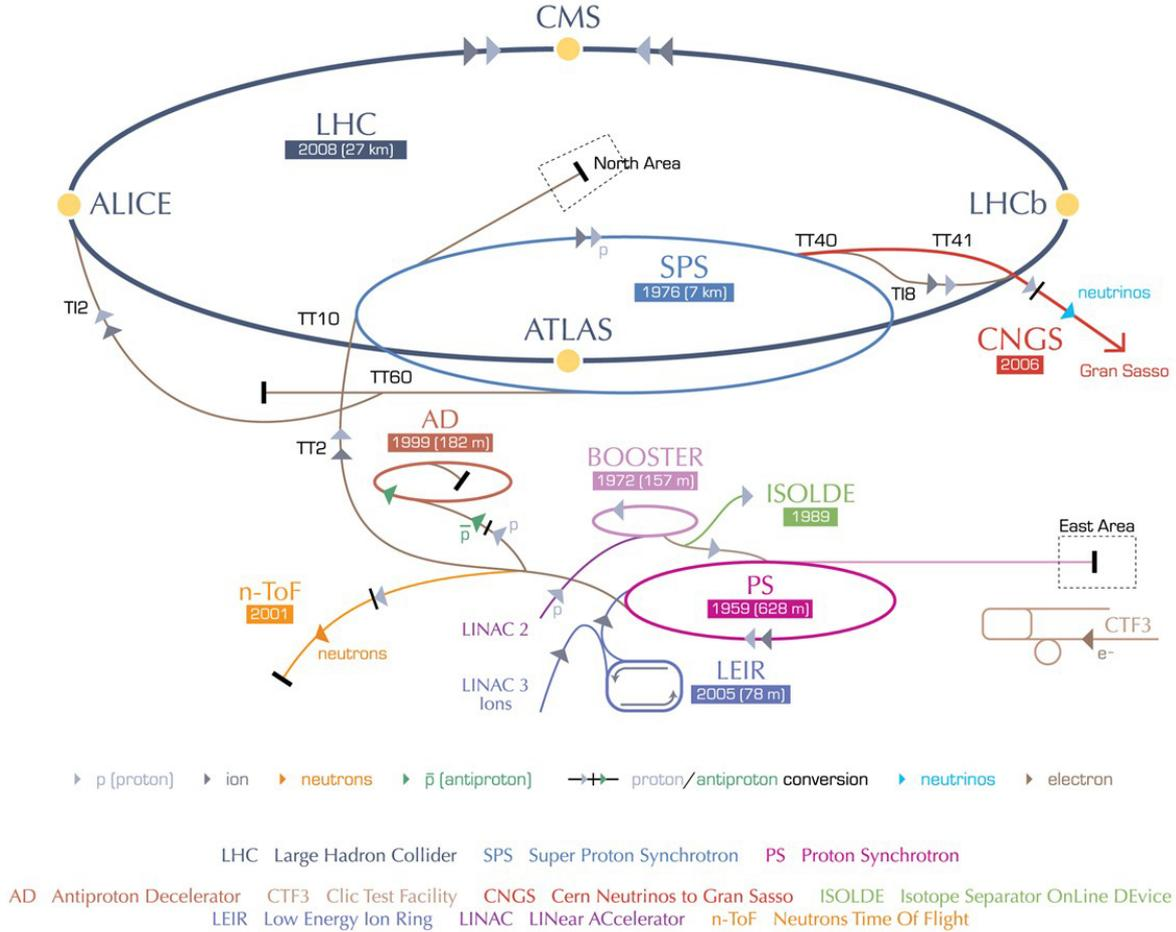 CMS
LHC
2008 (27 km)
North Area
ALICE
LHCb
p
TT40
TT41
SPS
1976 (7 km)
TI2
TT10
TI8
neutrinos
ATLAS
CNGS
2006
Gran Sasso
TT60
AD
1999 (182 m)
TT2
BOOSTER
1972 (157 m)
ISOLDE
1989
p̅
p
East Area
n-ToF
2001
PS
1959 (628 m)
p
LINAC 2
neutrons
CTF3
e-
LEIR
2005 (78 m)
LINAC 3
Ions
p (proton) ion neutrons p̅ (antiproton) proton/antiproton conversion neutrinos electron
LHC Large Hadron Collider SPS Super Proton Synchrotron PS Proton Synchrotron
AD Antiproton Decelerator CTF3 Clic Test Facility CNGS Cern Neutrinos to Gran Sasso ISOLDE Isotope Separator OnLine DEvice
LEIR Low Energy Ion Ring LINAC LINear ACcelerator n-ToF Neutrons Time Of Flight